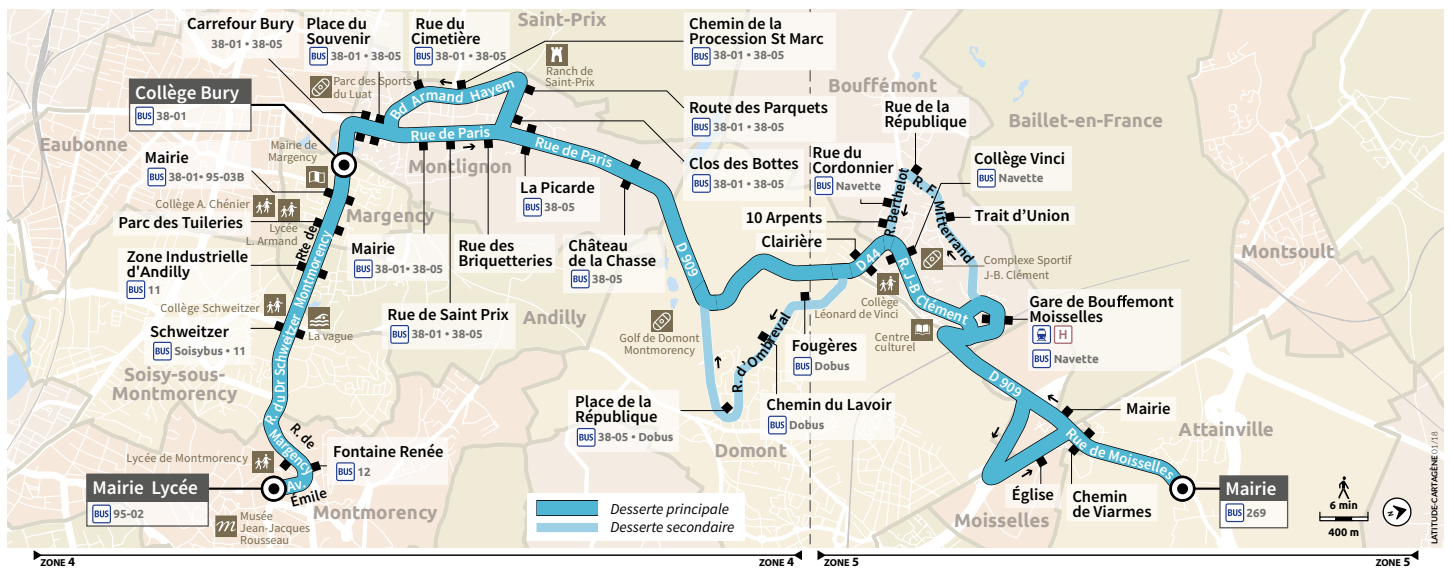 Saint-Prix
Carrefour Bury
38-01 • 38-05
Place du
Souvenir
BUS 38-01 • 38-05
Rue du
Cimetière
BUS 38-01 • 38-05
Chemin de la
Procession St Marc
BUS 38-01 • 38-05
Ranch de
Saint-Prix
Parc des Sports
du Luat
Collège Bury
BUS 38-01
Bd Armand Hayem
Route des Parquets
BUS 38-01 • 38-05
Bouffémont
Rue de la
République
Baillet-en-France
Eaubonne
Rue de Paris
Rue de Paris
Mairie de
Margency
Montlignon
Mairie
BUS 38-01• 95-03B
Clos des Bottes
BUS 38-01 • 38-05
Rue du
Cordonnier
BUS Navette
Collège Vinci
BUS Navette
La Picarde
BUS 38-05
Collège A. Chénier
Lycée
L. Armand
Margency
R. Berthelot
R. F. Mitterrand
Parc des Tuileries
10 Arpents
Trait d’Union
Clairière
Rte de
Montmorency
Zone Industrielle
d'Andilly
BUS 11
Mairie
BUS 38-01• 38-05
Rue des
Briquetteries
Château
de la Chasse
BUS 38-05
D 909
D 44
R. J-B Clément
Complexe Sportif
J-B. Clément
Montsoult
Collège Schweitzer
Collège
Léonard de Vinci
Gare de Bouffemont
Moisselles
H
BUS Navette
Rue de Saint Prix
BUS 38-01 • 38-05
Andilly
Schweitzer
BUS Soisybus • 11
La vague
Golf de Domont
Montmorency
Centre
culturel
R. d’Ombreval
Fougères
BUS Dobus
Soisy-sous-
Montmorency
R. du Dr Schweitzer
D 909
Place de la
République
BUS 38-05 • Dobus
Chemin du Lavoir
BUS Dobus
Mairie
Attainville
R. de
Margency
Rue de Moisselles
Lycée de Montmorency
Fontaine Renée
BUS 12
Domont
Mairie Lycée
BUS 95-02
Av.
Émile
Montmorency
Musée
Jean-Jacques
Rousseau
m
Desserte principale
Desserte secondaire
Église
Moisselles
Chemin
de Viarmes
Mairie
BUS 269
6 min
400 m
N
LATITUDE-CARTAGÈNE 01/18
ZONE 4
ZONE 4
ZONE 5
ZONE 5